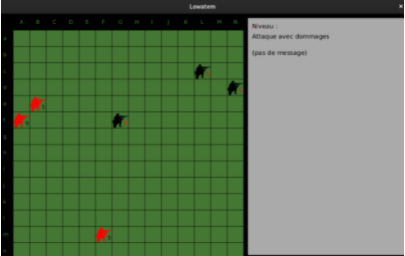 Lowatem
×
A B C D E F G H I J K L M N
a
b
c
d
e
f
g
h
i
j
k
l
m
n
Niveau :
Attaque avec dommages
(pas de message)